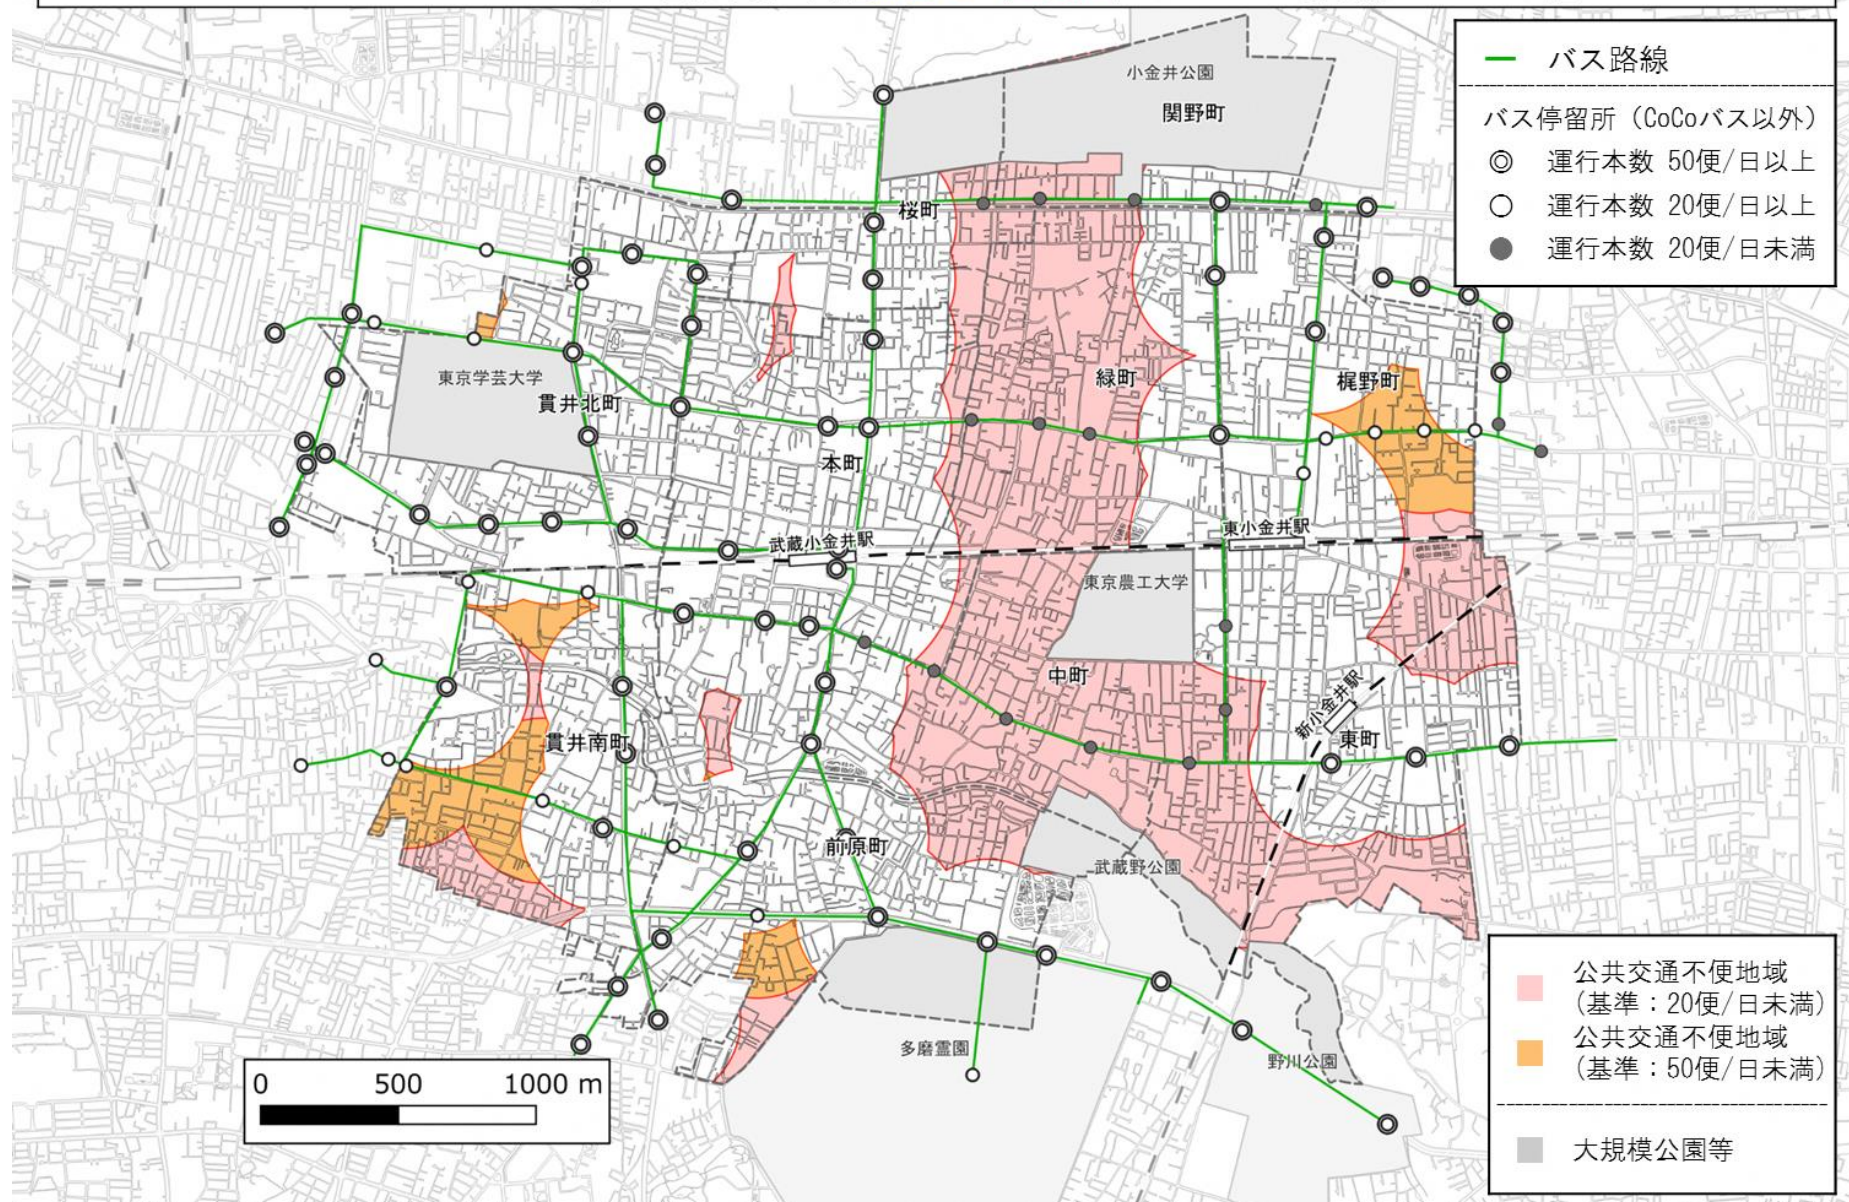 バス路線
バス停留所（CoCoバス以外）
運行本数 50便/日以上
運行本数 20便/日以上
運行本数 20便/日未満
小金井公園
関野町
桜町
東京学芸大学
貫井北町
緑町
梶野町
本町
武蔵小金井駅
東小金井駅
東京農工大学
中町
新小金井駅
東町
貫井南町
前原町
武蔵野公園
多磨霊園
野川公園
0 500 1000 m
公共交通不便地域
（基準：20便/日未満）
公共交通不便地域
（基準：50便/日未満）
大規模公園等